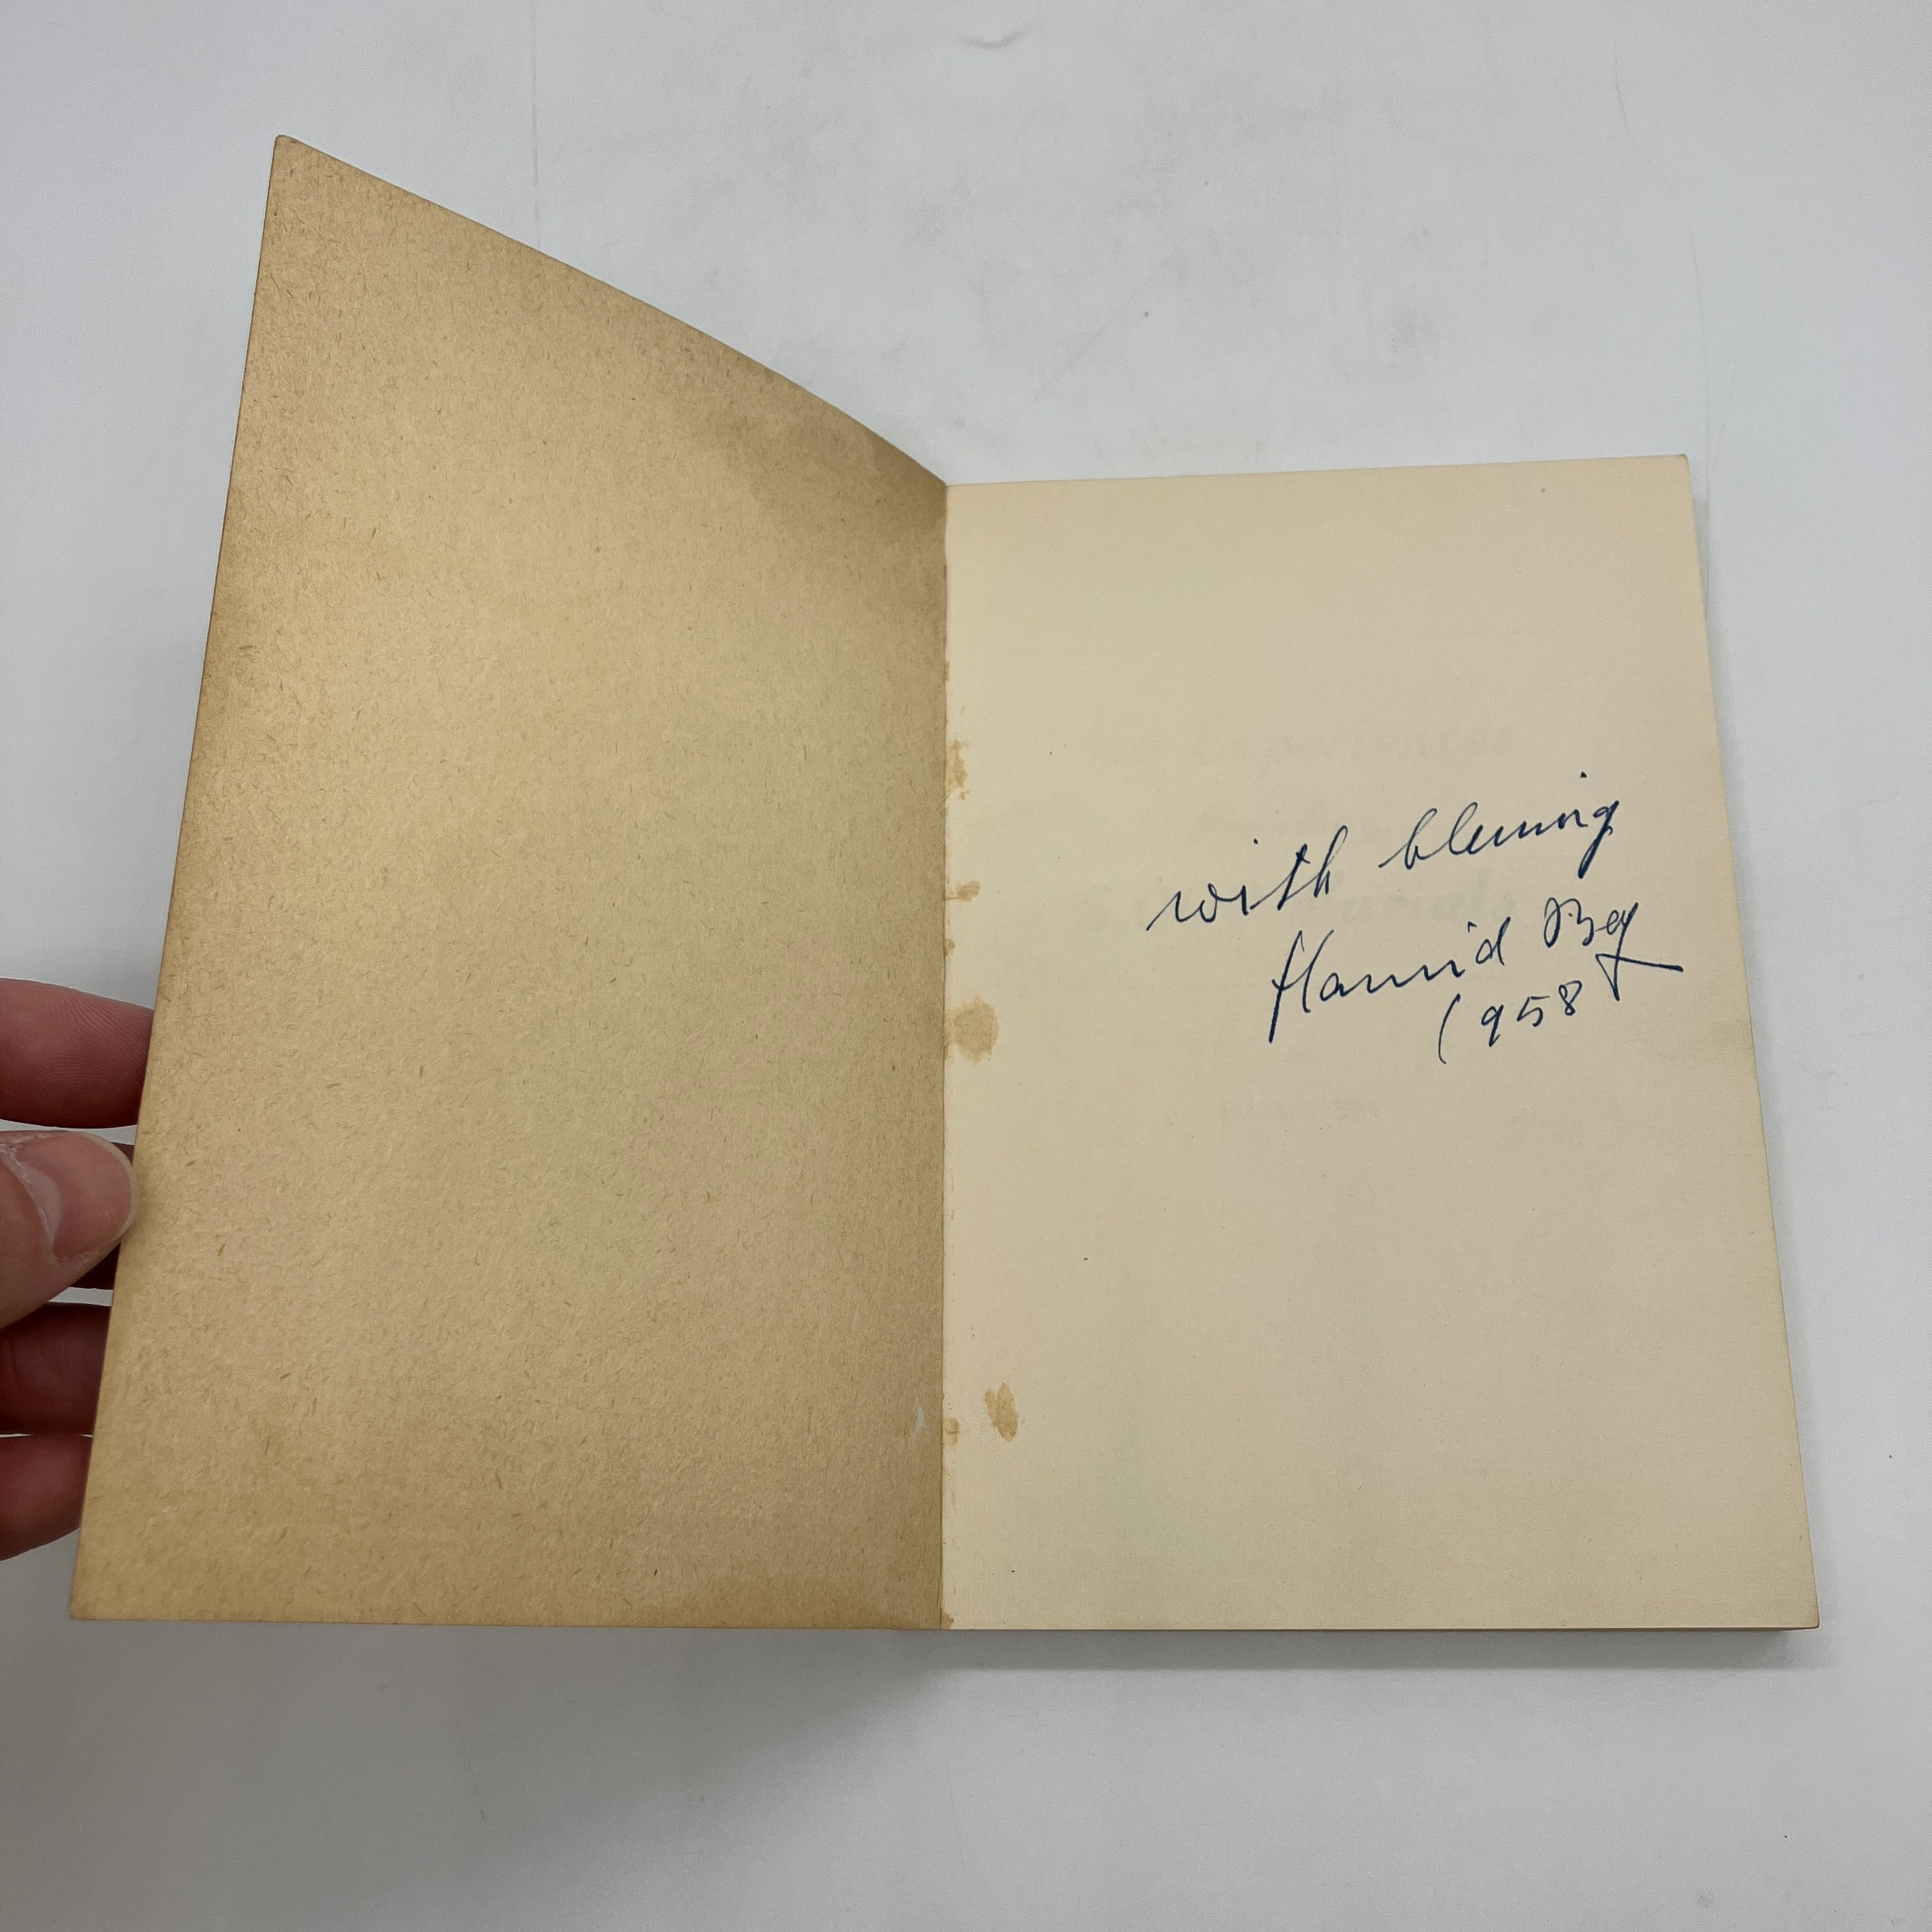 with blessing
Hamid Bey
1958